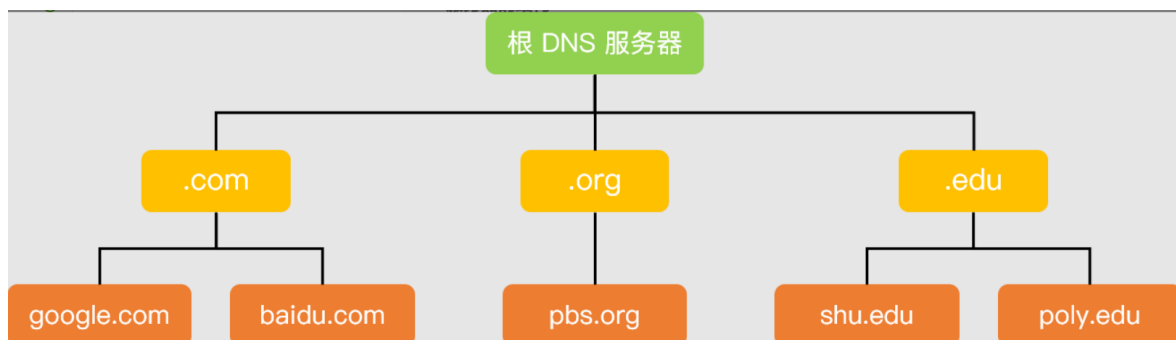 根 DNS 服务器
.com
.org
.edu
google.com
baidu.com
pbs.org
shu.edu
poly.edu